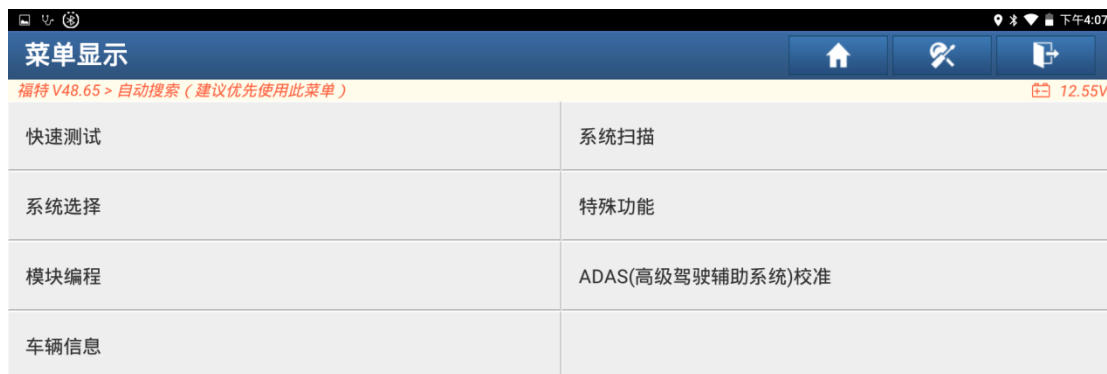 下午4:07
菜单显示
福特 V48.65 > 自动搜索（建议优先使用此菜单）
12.55V
快速测试
系统扫描
系统选择
特殊功能
模块编程
ADAS(高级驾驶辅助系统)校准
车辆信息